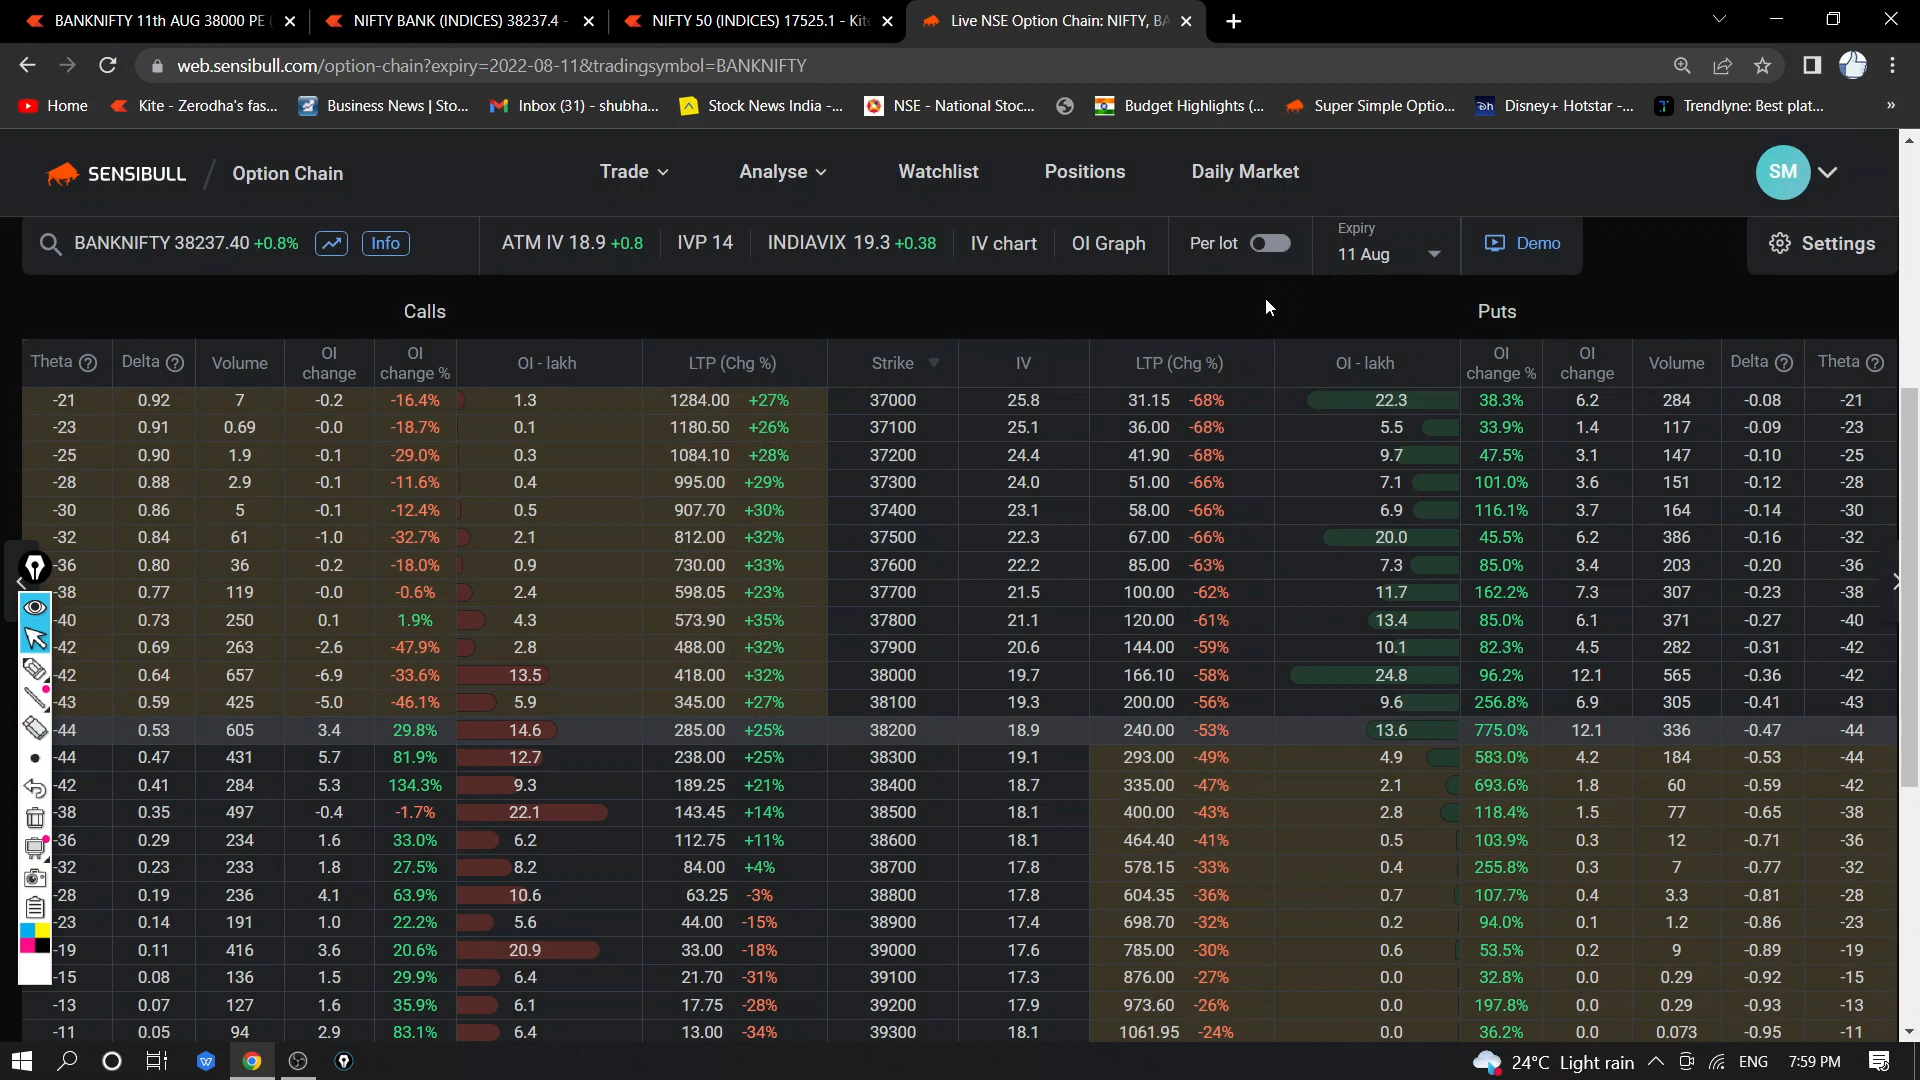 BANKNIFTY 11th AUG 38000 PE ( NIFTY BANK (INDICES) 38237.4 - NIFTY 50 (INDICES) 17525.1 - Kite Live NSE Option Chain: NIFTY, BA
web.sensibull.com/option-chain?expiry=2022-08-11&tradingsymbol=BANKNIFTY
Home Kite - Zerodha's fas... Business News | Sto... Inbox (31) - shubha... Stock News India -... NSE - National Stoc... Budget Highlights (... Super Simple Optio... Disney+ Hotstar -... Trendlyne: Best plat... »
SENSIBULL / Option Chain Trade Analyse Watchlist Positions Daily Market SM
BANKNIFTY 38237.40 +0.8% Info ATM IV 18.9 +0.8 IVP 14 INDIAVIX 19.3 +0.38 IV chart OI Graph Per lot Expiry 11 Aug Demo Settings
Calls Puts
Theta Delta Volume OI change OI change % OI - lakh LTP (Chg %) Strike IV LTP (Chg %) OI - lakh OI change % OI change Volume Delta Theta
-21 0.92 7 -0.2 -16.4% 1.3 1284.00 +27% 37000 25.8 31.15 -68% 22.3 38.3% 6.2 284 -0.08 -21
-23 0.91 0.69 -0.0 -18.7% 0.1 1180.50 +26% 37100 25.1 36.00 -68% 5.5 33.9% 1.4 117 -0.09 -23
-25 0.90 1.9 -0.1 -29.0% 0.3 1084.10 +28% 37200 24.4 41.90 -68% 9.7 47.5% 3.1 147 -0.10 -25
-28 0.88 2.9 -0.1 -11.6% 0.4 995.00 +29% 37300 24.0 51.00 -66% 7.1 101.0% 3.6 151 -0.12 -28
-30 0.86 5 -0.1 -12.4% 0.5 907.70 +30% 37400 23.1 58.00 -66% 6.9 116.1% 3.7 164 -0.14 -30
-32 0.84 61 -1.0 -32.7% 2.1 812.00 +32% 37500 22.3 67.00 -66% 20.0 45.5% 6.2 386 -0.16 -32
-36 0.80 36 -0.2 -18.0% 0.9 730.00 +33% 37600 22.2 85.00 -63% 7.3 85.0% 3.4 203 -0.20 -36
-38 0.77 119 -0.0 -0.6% 2.4 598.05 +23% 37700 21.5 100.00 -62% 11.7 162.2% 7.3 307 -0.23 -38
-40 0.73 250 0.1 1.9% 4.3 573.90 +35% 37800 21.1 120.00 -61% 13.4 85.0% 6.1 371 -0.27 -40
-42 0.69 263 -2.6 -47.9% 2.8 488.00 +32% 37900 20.6 144.00 -59% 10.1 82.3% 4.5 282 -0.31 -42
-42 0.64 657 -6.9 -33.6% 13.5 418.00 +32% 38000 19.7 166.10 -58% 24.8 96.2% 12.1 565 -0.36 -42
-43 0.59 425 -5.0 -46.1% 5.9 345.00 +27% 38100 19.3 200.00 -56% 9.6 256.8% 6.9 305 -0.41 -43
-44 0.53 605 3.4 29.8% 14.6 285.00 +25% 38200 18.9 240.00 -53% 13.6 775.0% 12.1 336 -0.47 -44
-44 0.47 431 5.7 81.9% 12.7 238.00 +25% 38300 19.1 293.00 -49% 4.9 583.0% 4.2 184 -0.53 -44
-42 0.41 284 5.3 134.3% 9.3 189.25 +21% 38400 18.7 335.00 -47% 2.1 693.6% 1.8 60 -0.59 -42
-38 0.35 497 -0.4 -1.7% 22.1 143.45 +14% 38500 18.1 400.00 -43% 2.8 118.4% 1.5 77 -0.65 -38
-36 0.29 234 1.6 33.0% 6.2 112.75 +11% 38600 18.1 464.40 -41% 0.5 103.9% 0.3 12 -0.71 -36
-32 0.23 233 1.8 27.5% 8.2 84.00 +4% 38700 17.8 578.15 -33% 0.4 255.8% 0.3 7 -0.77 -32
-28 0.19 236 4.1 63.9% 10.6 63.25 -3% 38800 17.8 604.35 -36% 0.7 107.7% 0.4 3.3 -0.81 -28
-23 0.14 191 1.0 22.2% 5.6 44.00 -15% 38900 17.4 698.70 -32% 0.2 94.0% 0.1 1.2 -0.86 -23
-19 0.11 416 3.6 20.6% 20.9 33.00 -18% 39000 17.6 785.00 -30% 0.6 53.5% 0.2 9 -0.89 -19
-15 0.08 136 1.5 29.9% 6.4 21.70 -31% 39100 17.3 876.00 -27% 0.0 32.8% 0.0 0.29 -0.92 -15
-13 0.07 127 1.6 35.9% 6.1 17.75 -28% 39200 17.9 973.60 -26% 0.0 197.8% 0.0 0.29 -0.93 -13
-11 0.05 94 2.9 83.1% 6.4 13.00 -34% 39300 18.1 1061.95 -24% 0.0 36.2% 0.0 0.073 -0.95 -11
24°C Light rain ENG 7:59 PM